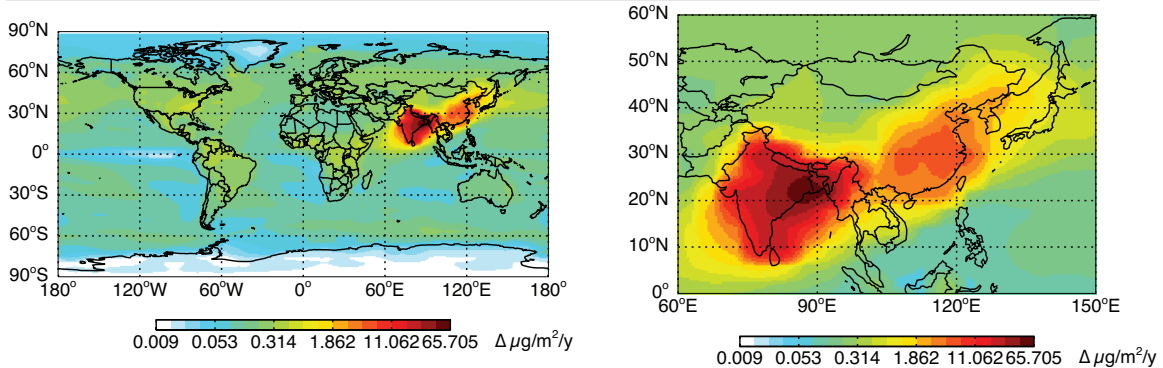 90°N
60°N
30°N
0°
30°S
60°S
90°S
180° 120°W 60°W 0° 60°E 120°E 180°
0.009 0.053 0.314 1.862 11.062 65.705 Δ μg/m²/y
60°N
50°N
40°N
30°N
20°N
10°N
0°
60°E 90°E 120°E 150°E
0.009 0.053 0.314 1.862 11.062 65.705 Δ μg/m²/y